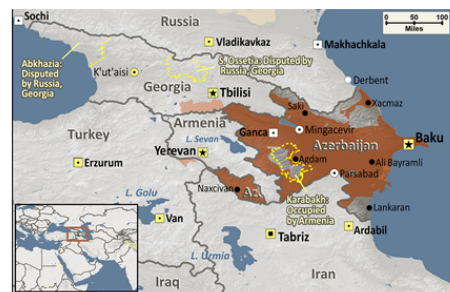 Sochi
Russia
0 50 100
Miles
Vladikavkaz
Makhachkala
Abkhazia:
Disputed
by Russia,
Georgia
K'ut'aisi
S. Ossetia: Disputed by
Russia, Georgia
Georgia
Tbilisi
Derbent
Xacmaz
Saki
Armenia
Turkey
L. Sevan
Ganca
Mingacevir
Azerbaijan
Baku
Yerevan
Erzurum
Agdam
Ali Bayramli
Parsabad
Naxcivan
Az.
Karabakh:
Occupied
by Armenia
Lankaran
L. Golu
Van
Tabriz
Ardabil
L. Urmia
Iraq
Iran